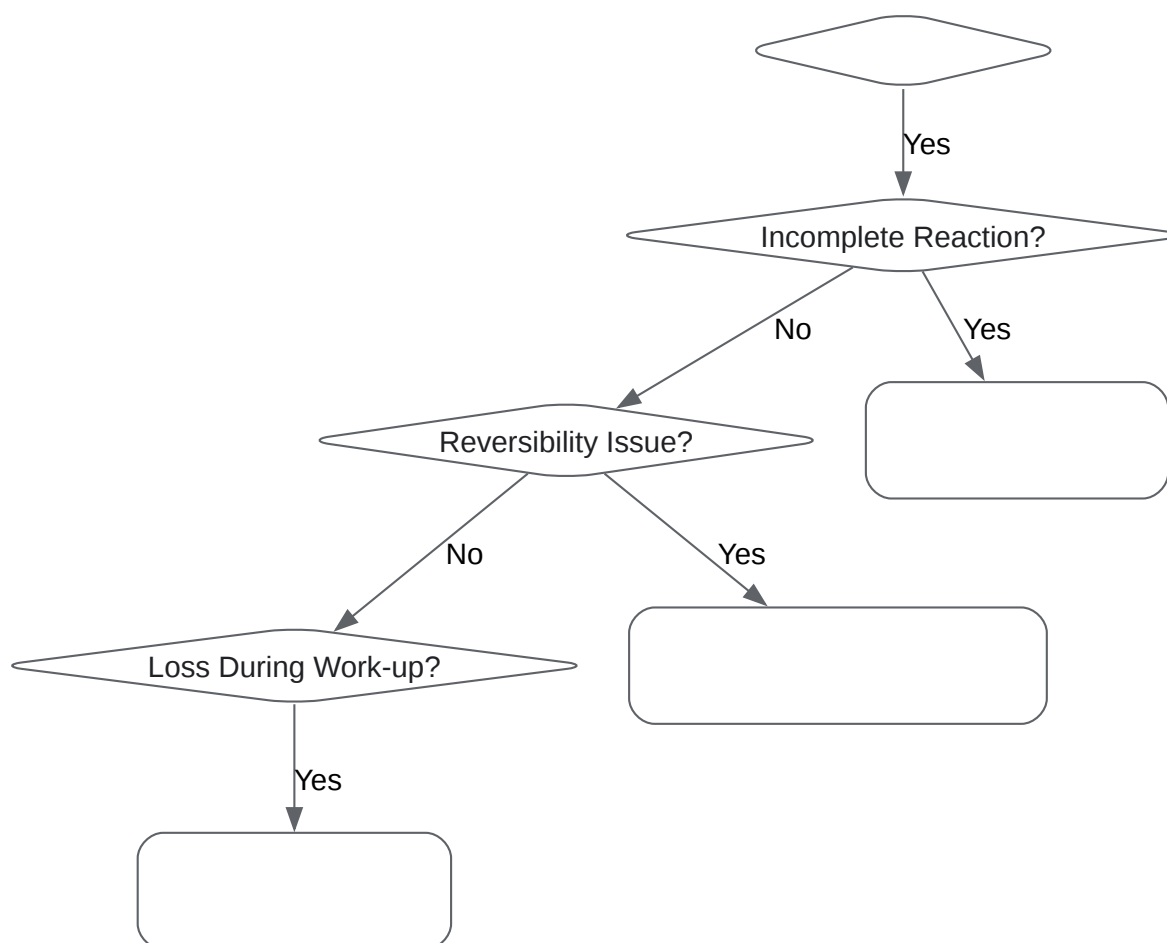 Yes
Incomplete Reaction?
No
Yes
Reversibility Issue?
No
Yes
Loss During Work-up?
Yes